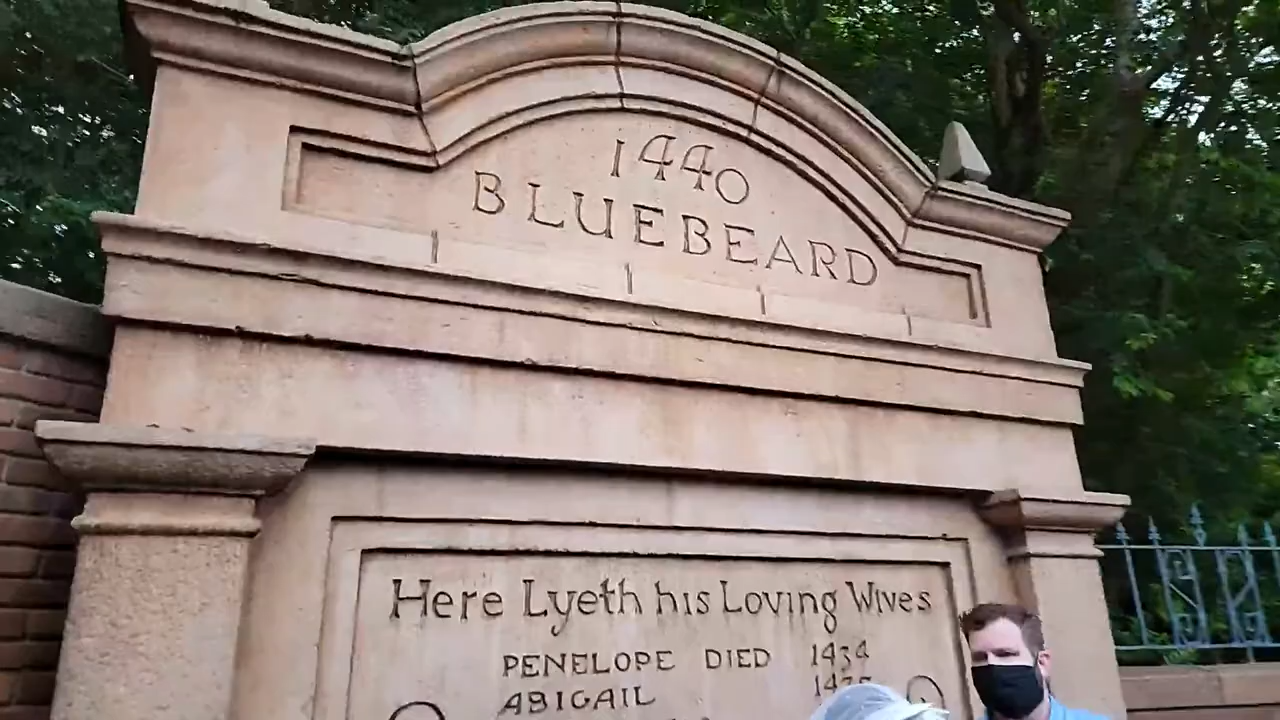 1440
BLUEBEARD
Here Lyeth his Loving Wives
PENELOPE DIED 1434
ABIGAIL